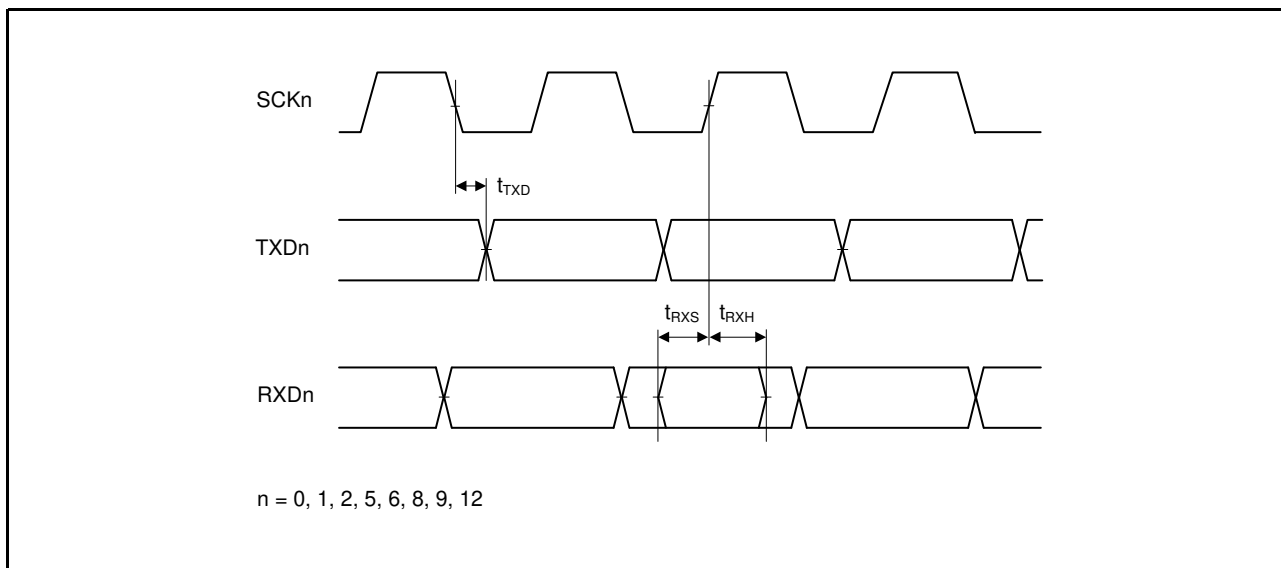 SCKn
tTXD
TXDn
tRXS tRXH
RXDn
n = 0, 1, 2, 5, 6, 8, 9, 12